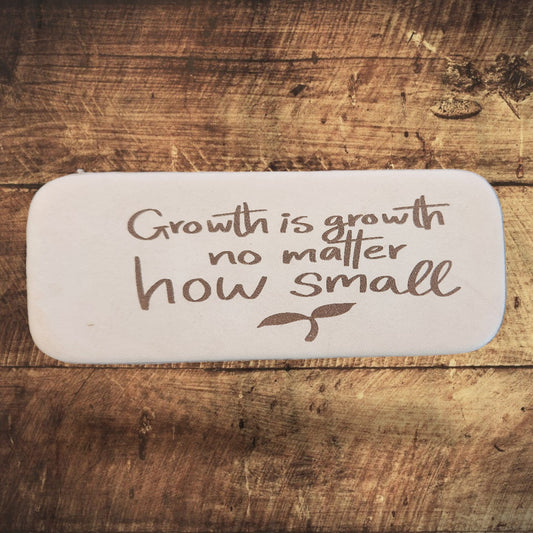 Growth is growth
no matter
how small